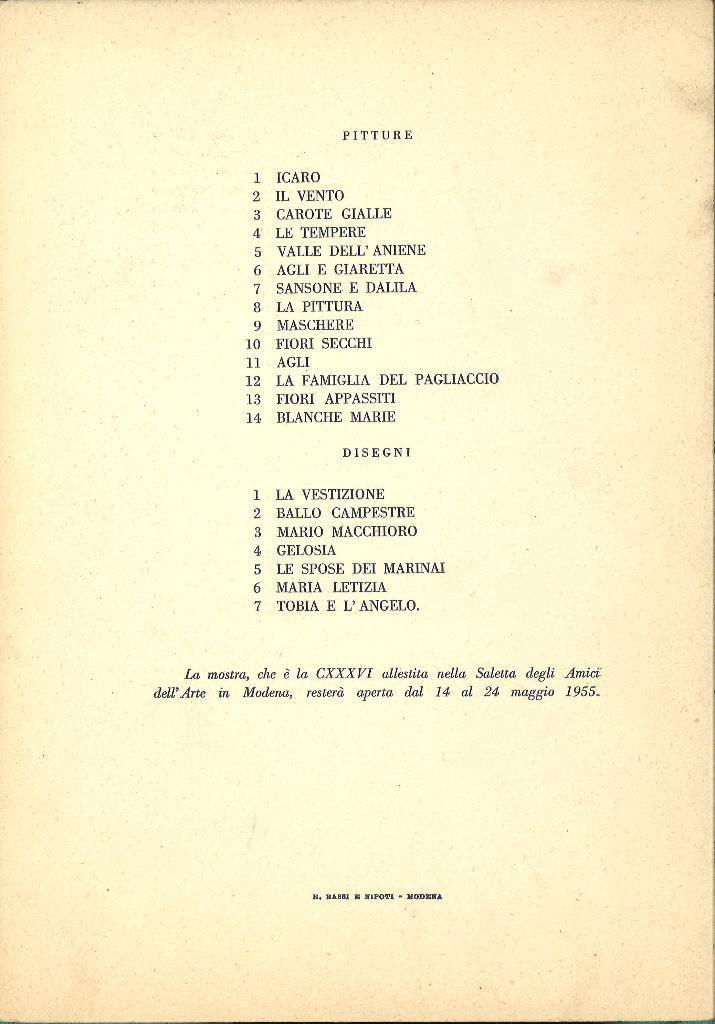 PITTURE
1 ICARO
2 IL VENTO
3 CAROTE GIALLE
4 LE TEMPERE
5 VALLE DELL' ANIENE
6 AGLI E GIARETTA
7 SANSONE E DALILA
8 LA PITTURA
9 MASCHERE
10 FIORI SECCHI
11 AGLI
12 LA FAMIGLIA DEL PAGLIACCIO
13 FIORI APPASSITI
14 BLANCHE MARIE
DISEGNI
1 LA VESTIZIONE
2 BALLO CAMPESTRE
3 MARIO MACCHIORO
4 GELOSIA
5 LE SPOSE DEI MARINAI
6 MARIA LETIZIA
7 TOBIA E L' ANGELO.
La mostra, che è la CXXXVI allestita nella Saletta degli Amici
dell'Arte in Modena, resterà aperta dal 14 al 24 maggio 1955.
BASSI E NIPOTI - MODENA